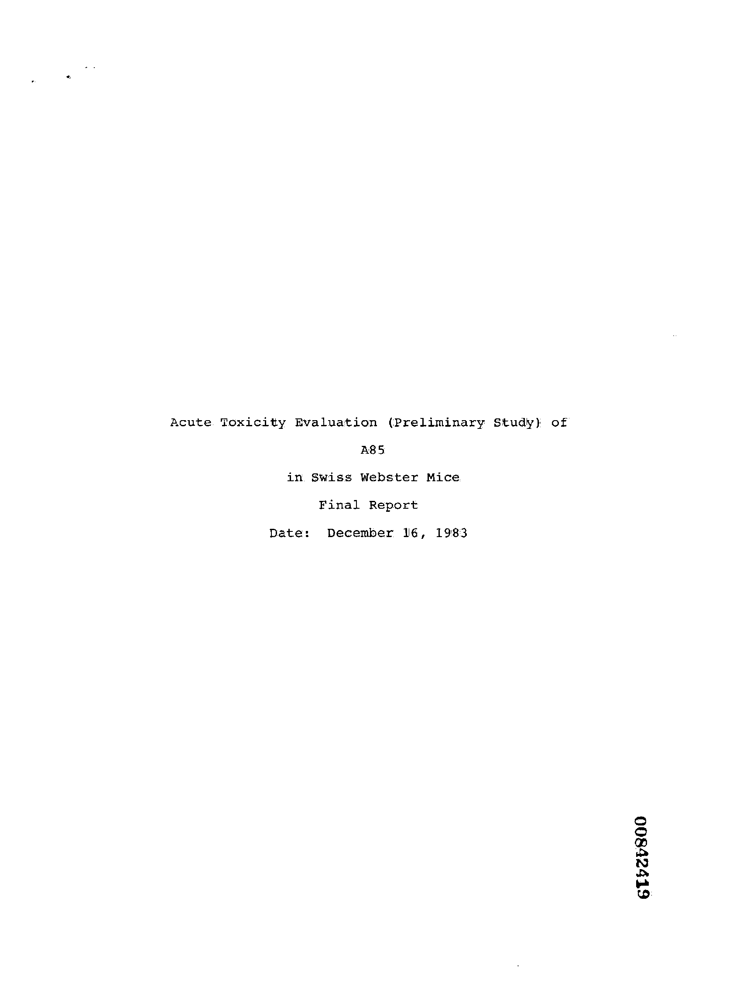 Acute Toxicity Evaluation (Preliminary Study) of
A85
in Swiss Webster Mice
Final Report
Date: December 16, 1983
00842419